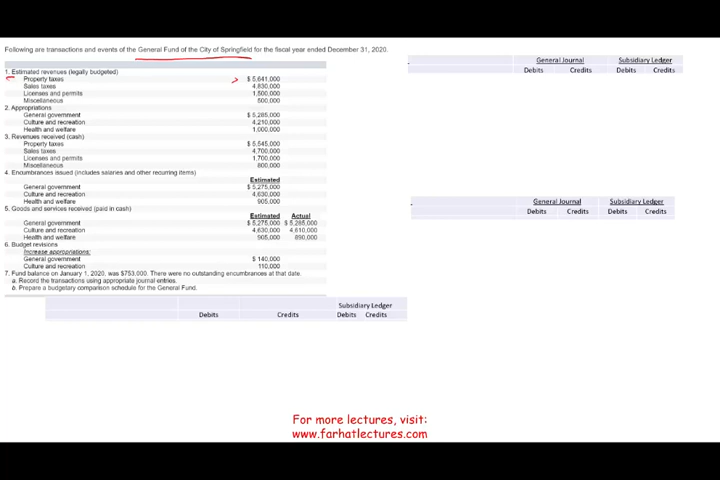 Following are transactions and events of the General Fund of the City of Springfield for the fiscal year ended December 31, 2020.
1. Estimated revenues (legally budgeted)
Property taxes $ 5,641,000
Sales taxes 4,830,000
Licenses and permits 1,500,000
Miscellaneous 800,000
2. Appropriations
General government $ 5,285,000
Culture and recreation 4,210,000
Health and welfare 1,000,000
3. Revenues received (cash)
Property taxes $ 5,545,000
Sales taxes 4,700,000
Licenses and permits 1,700,000
Miscellaneous 800,000
4. Encumbrances issued (includes salaries and other recurring items)
Estimated
General government $ 5,275,000
Culture and recreation 4,630,000
Health and welfare 905,000
5. Goods and services received (paid in cash)
Estimated Actual
General government $ 5,275,000 $ 5,285,000
Culture and recreation 4,630,000 4,610,000
Health and welfare 905,000 890,000
6. Budget revisions
Increase appropriations:
General government $ 140,000
Culture and recreation 110,000
7. Fund balance on January 1, 2020, was $753,000. There were no outstanding encumbrances at that date.
a. Record the transactions using appropriate journal entries.
b. Prepare a budgetary comparison schedule for the General Fund.
Subsidiary Ledger
Debits Credits Debits Credits
General Journal Subsidiary Ledger
Debits Credits Debits Credits
General Journal Subsidiary Ledger
Debits Credits Debits Credits
For more lectures, visit:
www.farhatlectures.com